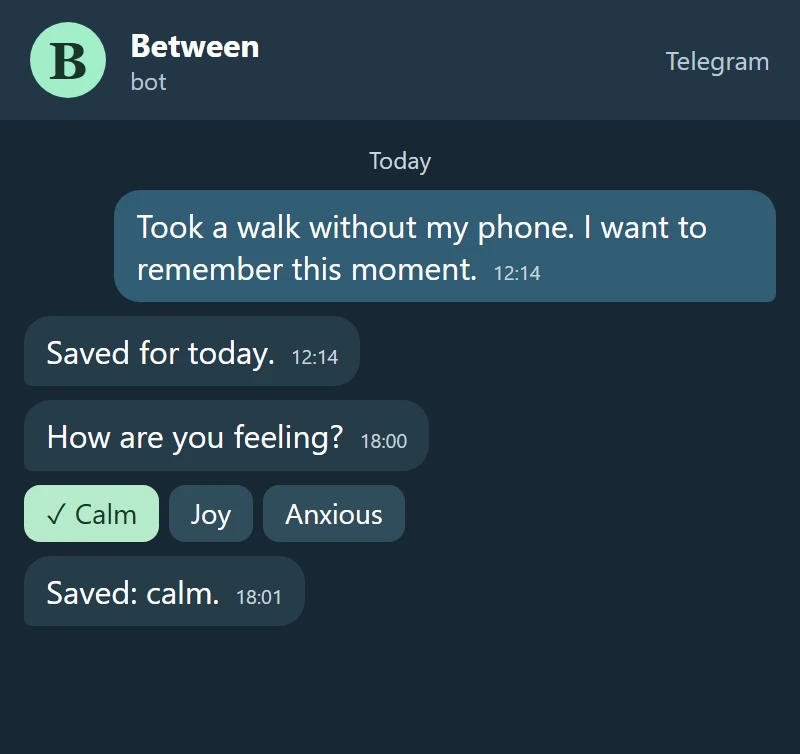 B
Between
bot
Telegram
Today
Took a walk without my phone. I want to
remember this moment. 12:14
Saved for today. 12:14
How are you feeling? 18:00
✓ Calm Joy Anxious
Saved: calm. 18:01